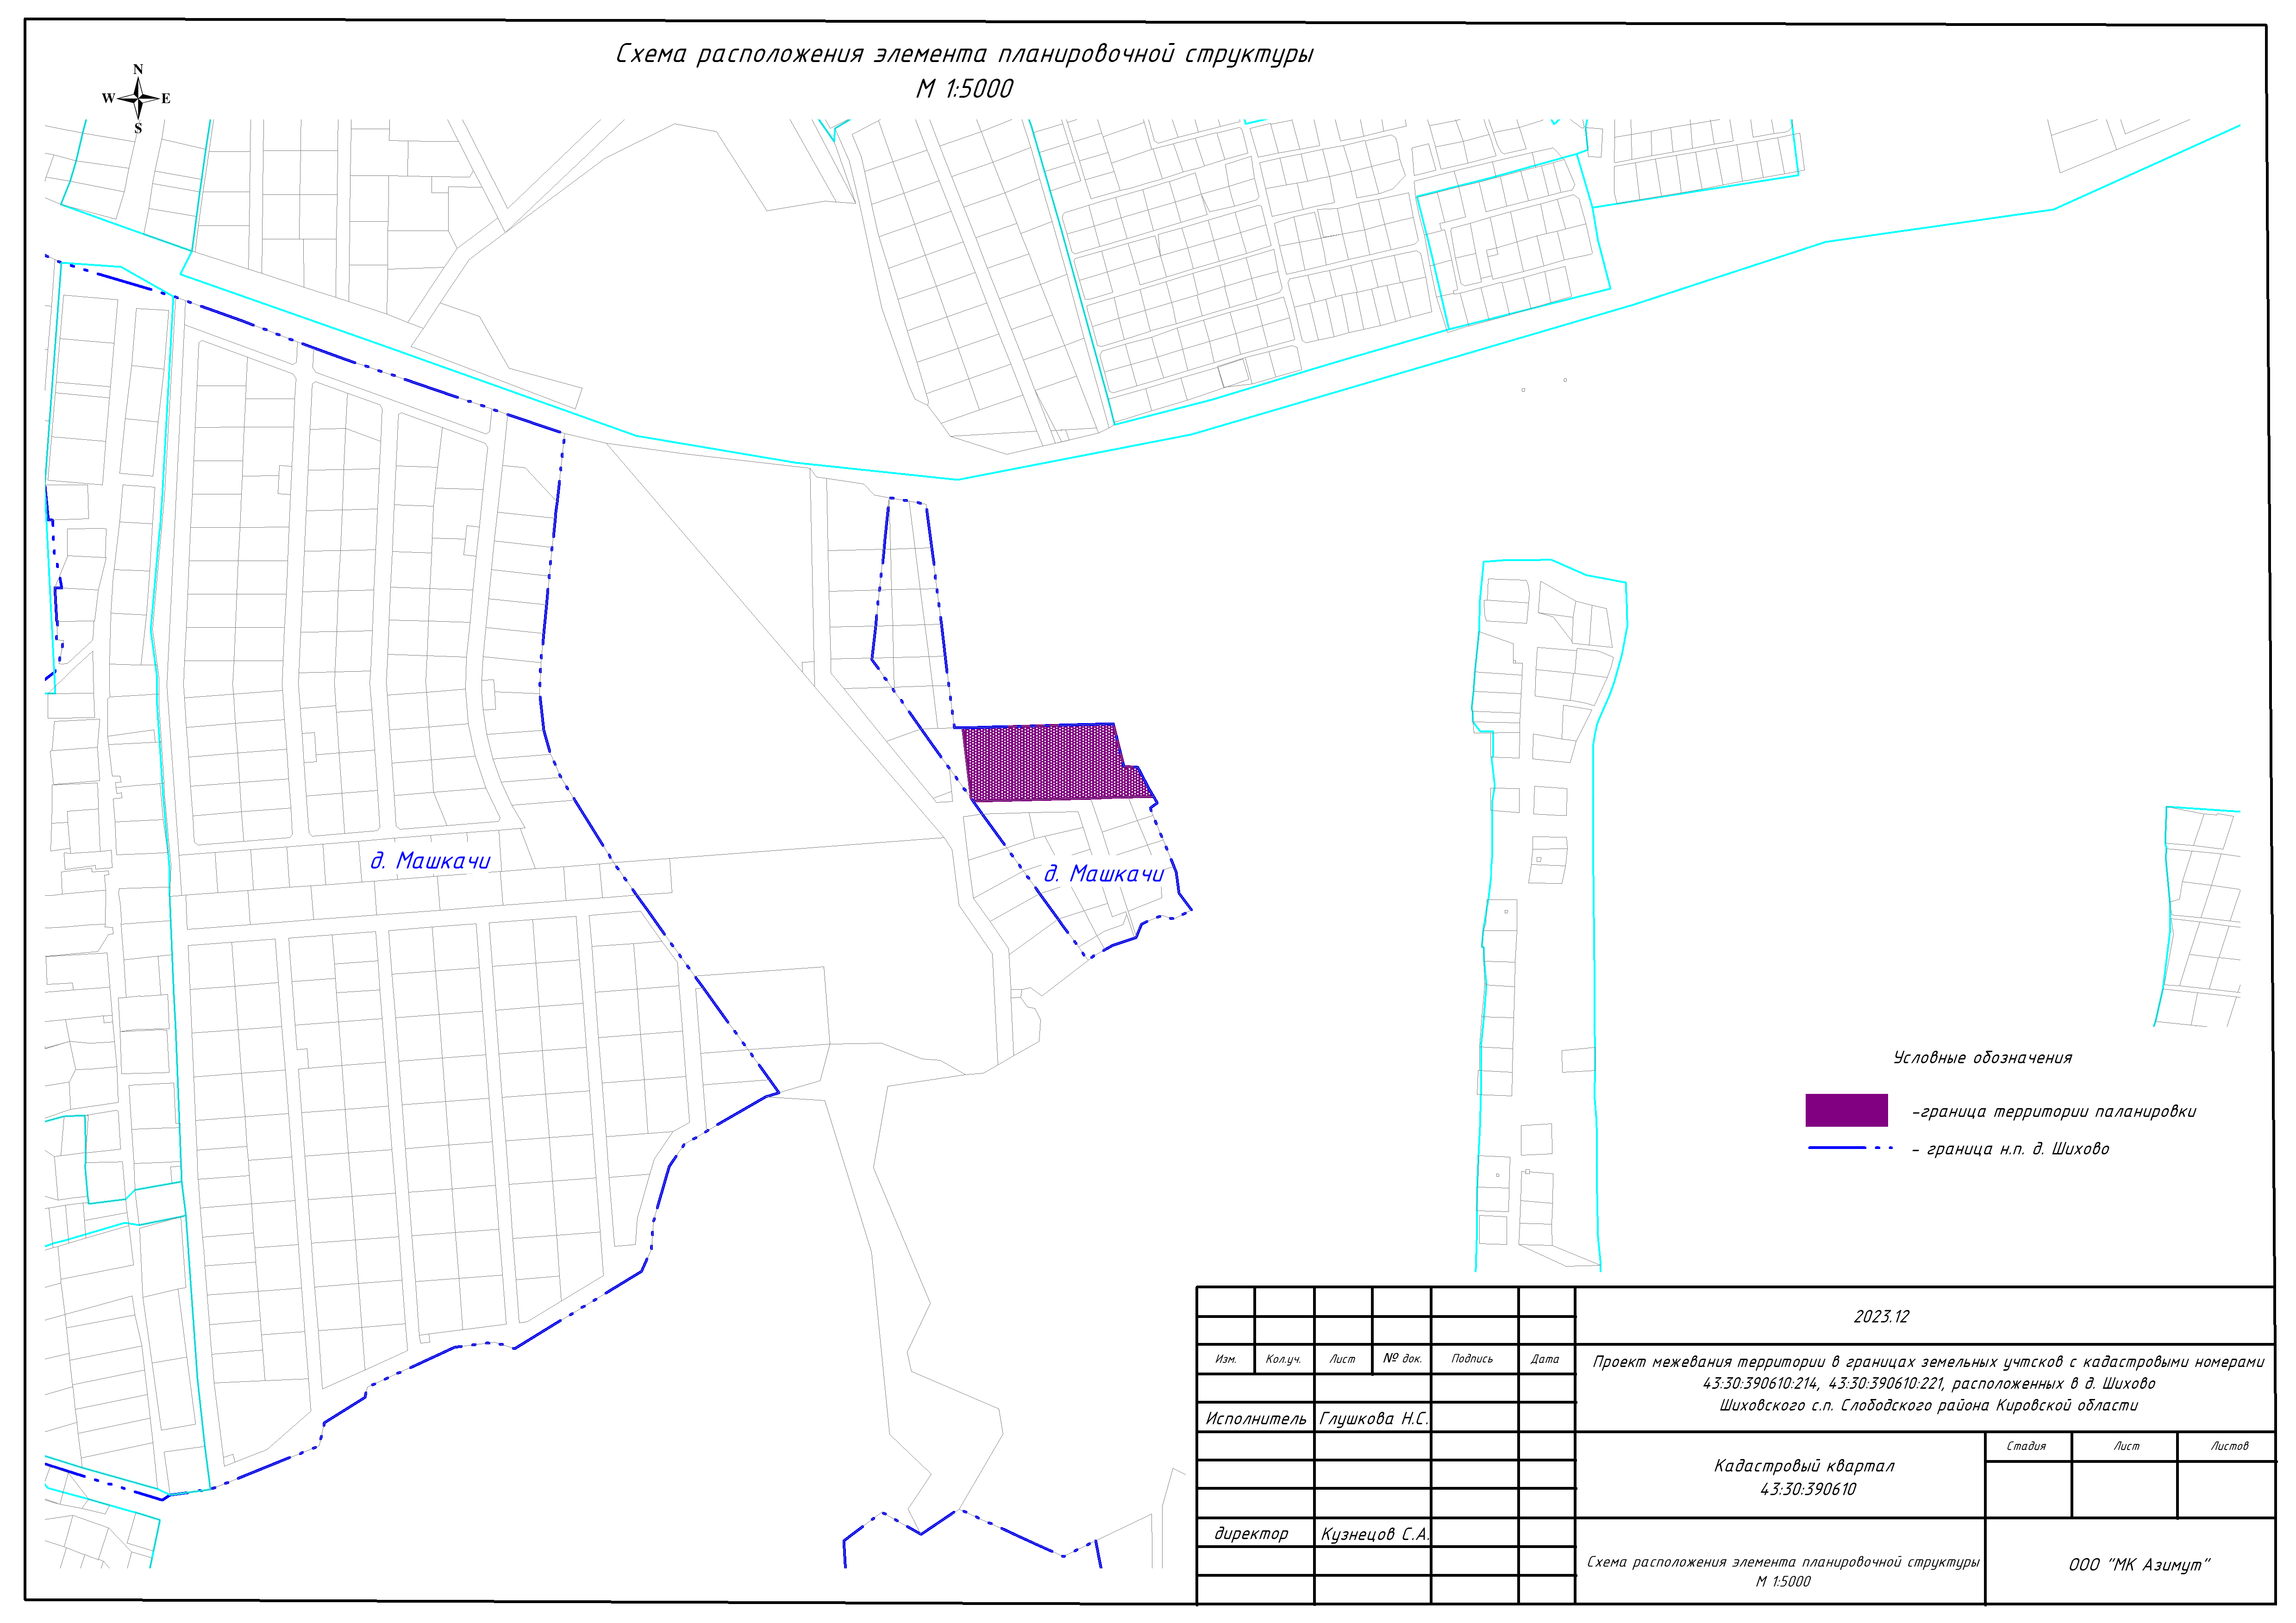 Схема расположения элемента планировочной структуры
М 1:5000
N
W E
S
д. Машкачи
д. Машкачи
Условные обозначения
-граница территории паланировки
- граница н.п. д. Шихово
2023.12
Изм. Кол.уч. Лист № док. Подпись Дата
Проект межевания территории в границах земельных учтсков с кадастровыми номерами
43:30:390610:214, 43:30:390610:221, расположенных в д. Шихово
Шиховского с.п. Слободского района Кировской области
Исполнитель Глушкова Н.С.
Кадастровый квартал
43:30:390610
Стадия Лист Листов
директор Кузнецов С.А.
Схема расположения элемента планировочной структуры
М 1:5000
ООО "МК Азимут"